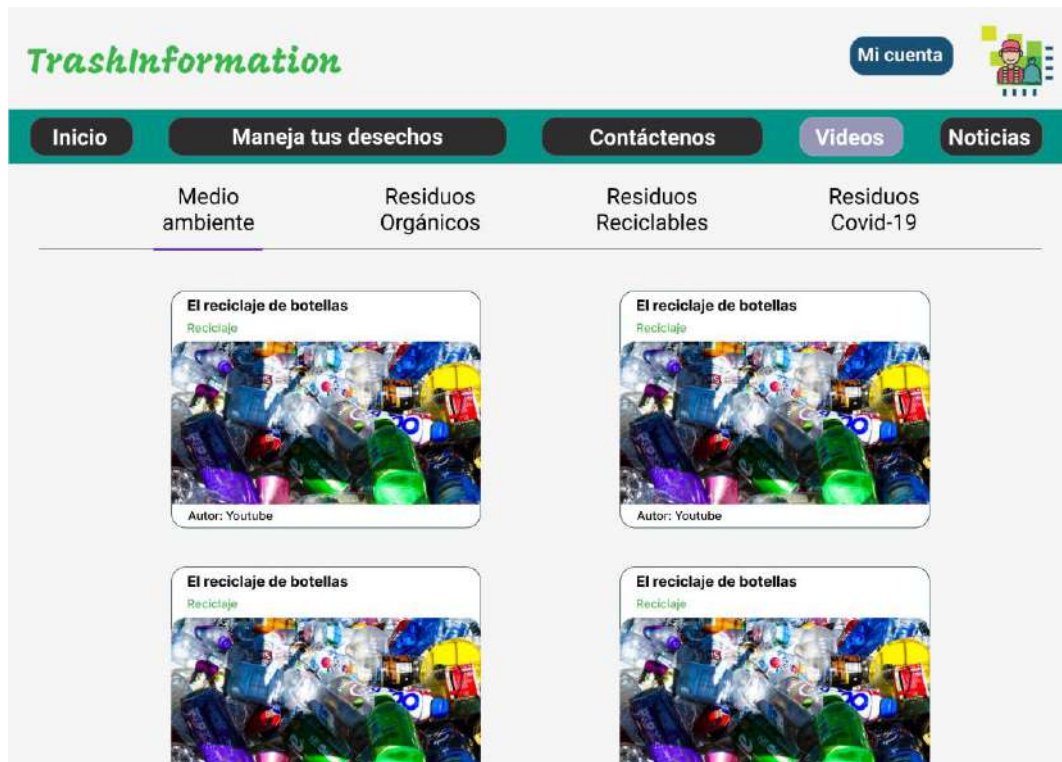 TrashInformation
Mi cuenta
Inicio
Maneja tus desechos
Contáctenos
Videos
Noticias
Medio
ambiente
Residuos
Orgánicos
Residuos
Reciclables
Residuos
Covid-19
El reciclaje de botellas
Reciclaje
Autor: Youtube
El reciclaje de botellas
Reciclaje
Autor: Youtube
El reciclaje de botellas
Reciclaje
El reciclaje de botellas
Reciclaje